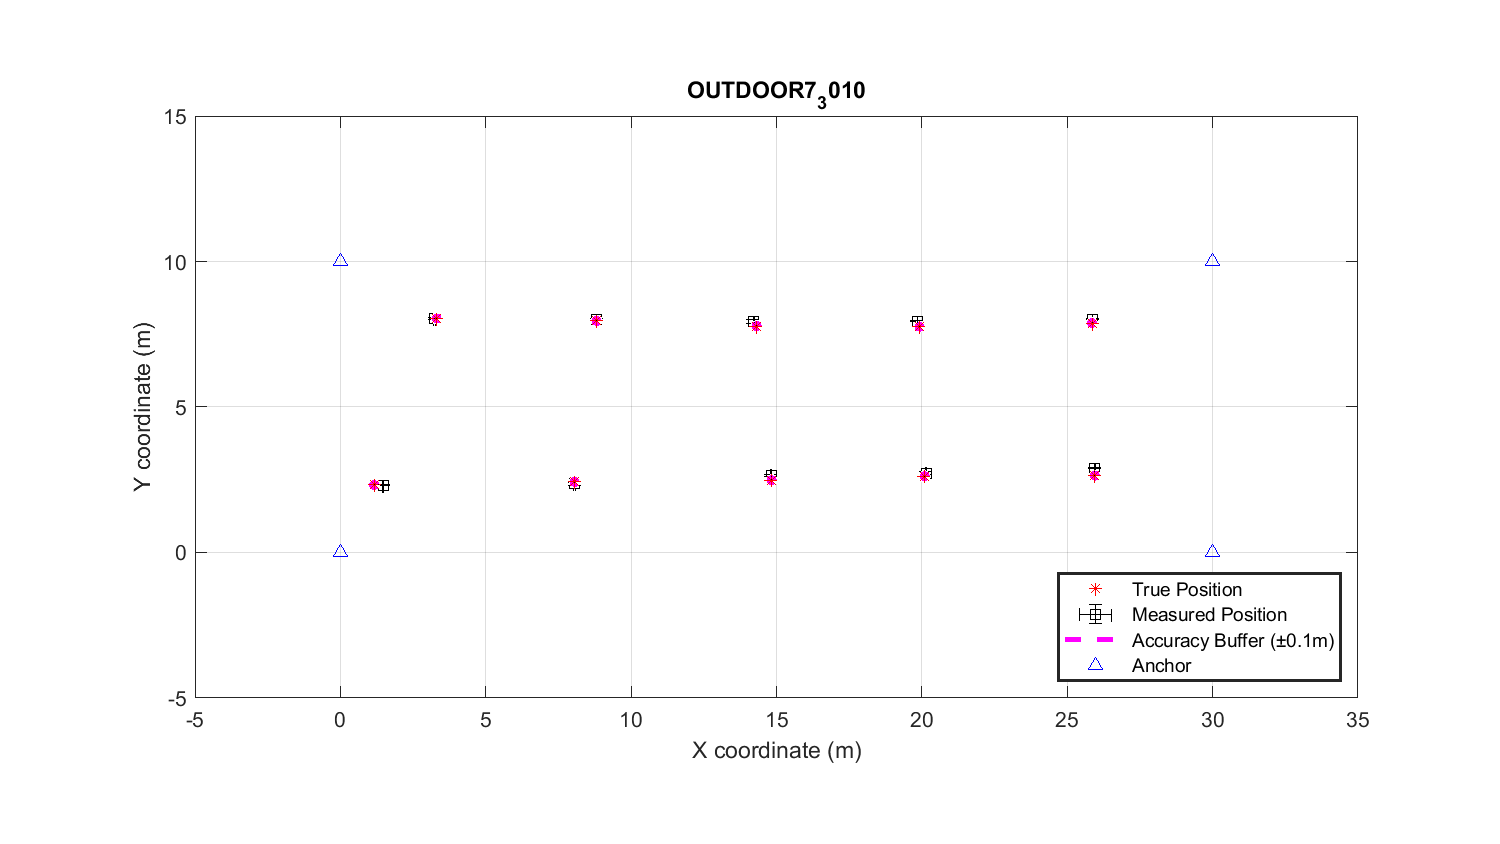 OUTDOOR7₃010
15
10
5
0
-5
-5 0 5 10 15 20 25 30 35
Y coordinate (m)
X coordinate (m)
True Position
Measured Position
Accuracy Buffer (±0.1m)
Anchor